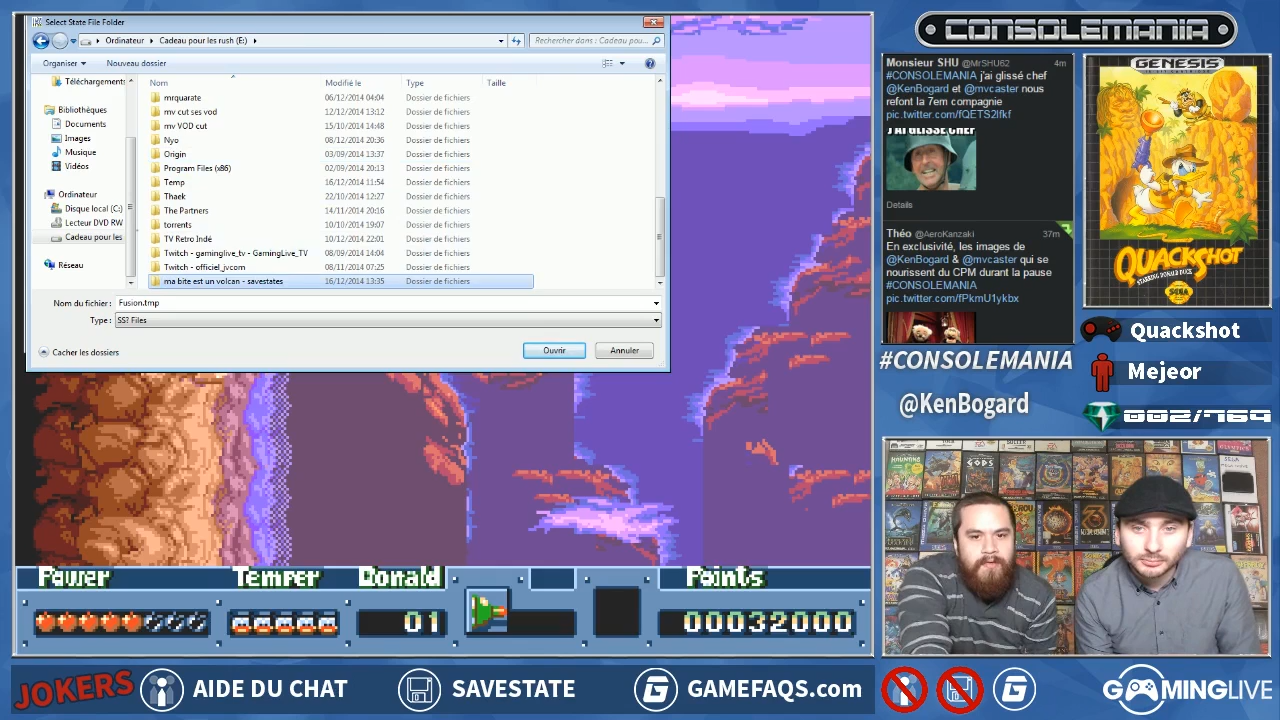 Select State File Folder
Ordinateur
Cadeau pour les rush (E:)
Rechercher dans : Cadeau pou...
Organiser
Nouveau dossier
Téléchargements
Bibliothèques
Documents
Images
Musique
Vidéos
Ordinateur
Disque local (C:)
Lecteur DVD RW
Cadeau pour les
Réseau
Nom Modifié le Type Taille
mrquarate 06/12/2014 04:04 Dossier de fichiers
mv cut ses vod 12/12/2014 13:12 Dossier de fichiers
mv VOD cut 15/10/2014 14:48 Dossier de fichiers
Nyo 08/12/2014 20:36 Dossier de fichiers
Origin 03/09/2014 13:37 Dossier de fichiers
Program Files (x86) 02/09/2014 20:13 Dossier de fichiers
Temp 16/12/2014 11:54 Dossier de fichiers
Thaek 22/10/2014 12:27 Dossier de fichiers
The Partners 14/11/2014 20:16 Dossier de fichiers
torrents 10/10/2014 19:07 Dossier de fichiers
TV Retro Indé 10/12/2014 22:01 Dossier de fichiers
Twitch - gaminglive_tv - GamingLive_TV 08/09/2014 14:04 Dossier de fichiers
Twitch - officiel_jvcom 08/11/2014 07:25 Dossier de fichiers
ma bite est un volcan - savestates 16/12/2014 13:35 Dossier de fichiers
Nom du fichier : Fusion.tmp
Type : SS? Files
Cacher les dossiers
Ouvrir
Annuler
Power
Temper
Donald
01
Points
00032000
CONSOLEMANIA
Monsieur SHU @MrSHU62 4m
#CONSOLEMANIA j'ai glissé chef
@KenBogard et @mvcaster nous
refont la 7em compagnie
pic.twitter.com/fQETS2Ifkf
J'AI GLISSÉ CHEF
Details
Théo @AeroKanzaki 37m
En exclusivité, les images de
@KenBogard & @mvcaster qui se
nourissent du CPM durant la pause
#CONSOLEMANIA
pic.twitter.com/fPkmU1ykbx
#CONSOLEMANIA
@KenBogard
GENESIS
QUACKSHOT
STARRING DONALD DUCK
SEGA
Quackshot
Mejeor
002/769
GODS
JOKERS
AIDE DU CHAT
SAVESTATE
GAMEFAQS.com
GAMINGLIVE